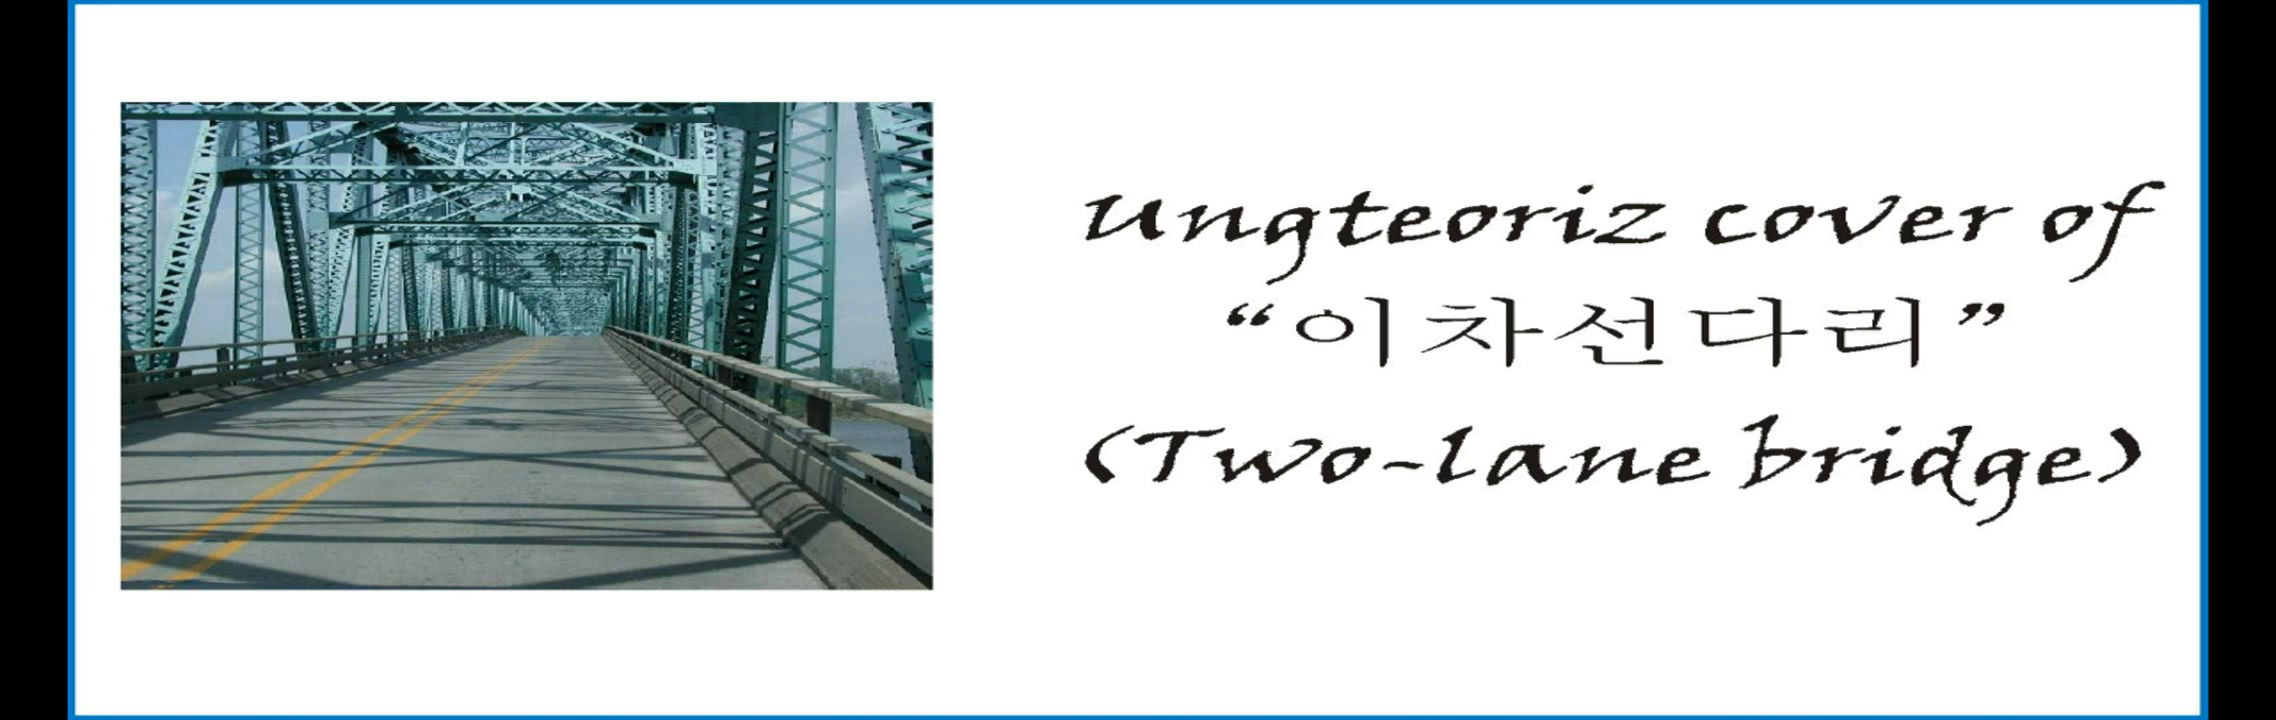 Ungteoriz cover of
“이차선다리”
(Two-lane bridge)